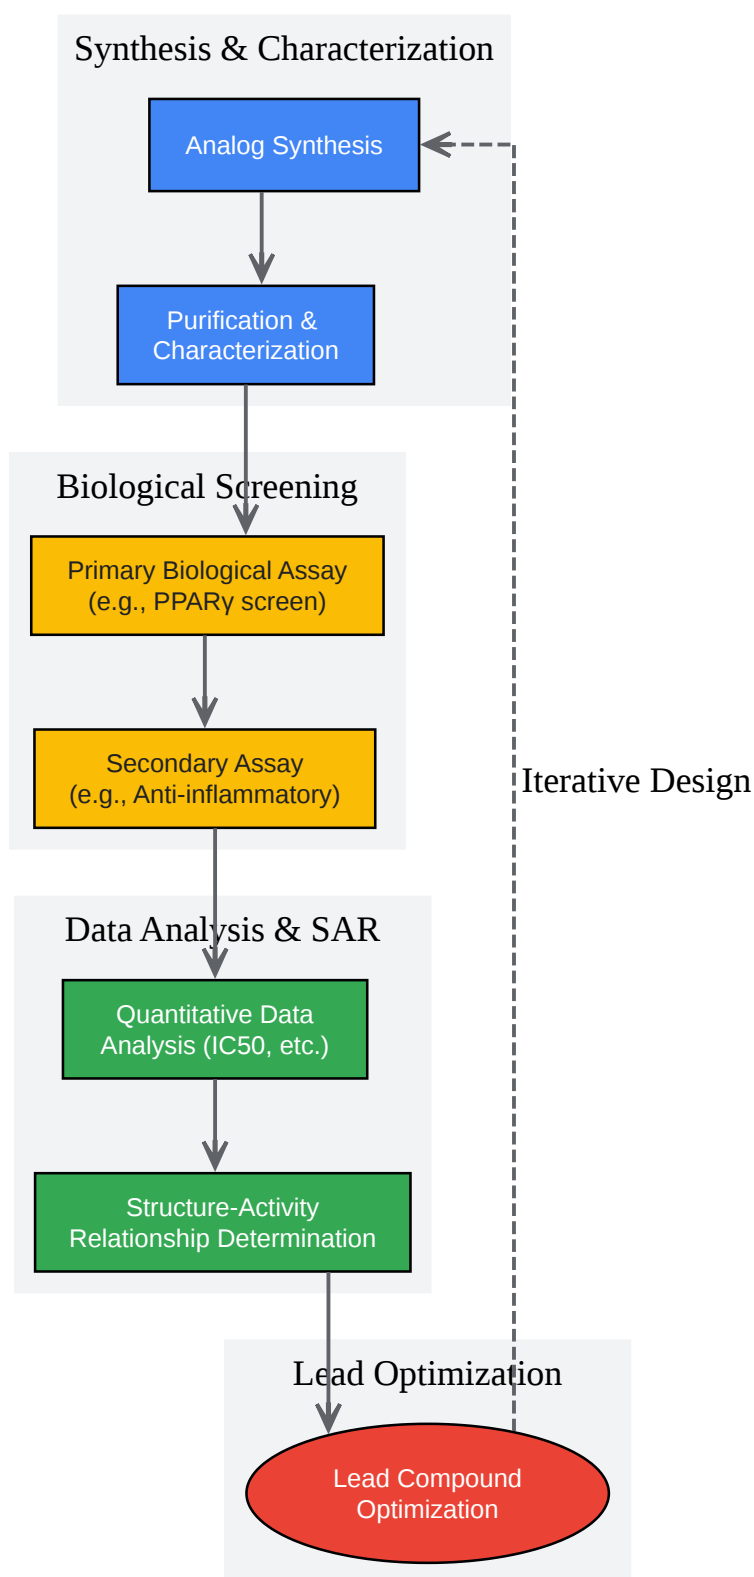 Synthesis & Characterization
Analog Synthesis
Purification &
Characterization
Biological Screening
Primary Biological Assay
(e.g., PPARγ screen)
Secondary Assay
(e.g., Anti-inflammatory)
Iterative Design
Data Analysis & SAR
Quantitative Data
Analysis (IC50, etc.)
Structure-Activity
Relationship Determination
Lead Optimization
Lead Compound
Optimization